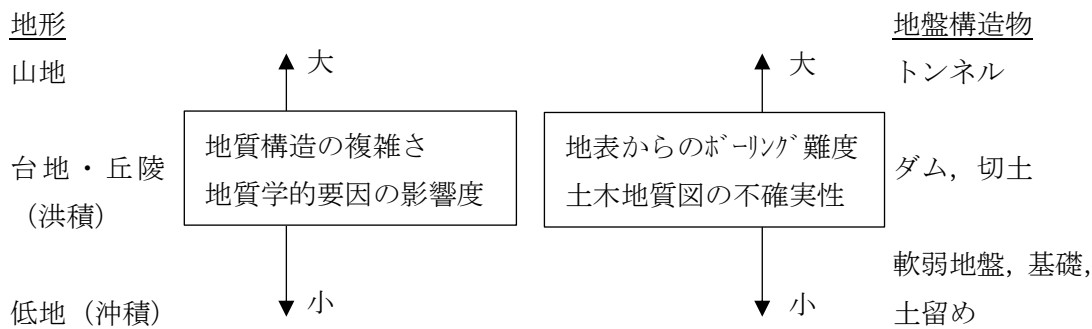 地形
山地
台地・丘陵
（洪積）
低地（沖積）
大
地質構造の複雑さ
地質学的要因の影響度
小
大
地表からのﾎﾞｰﾘﾝｸﾞ難度
土木地質図の不確実性
小
地盤構造物
トンネル
ダム，切土
軟弱地盤，基礎，
土留め